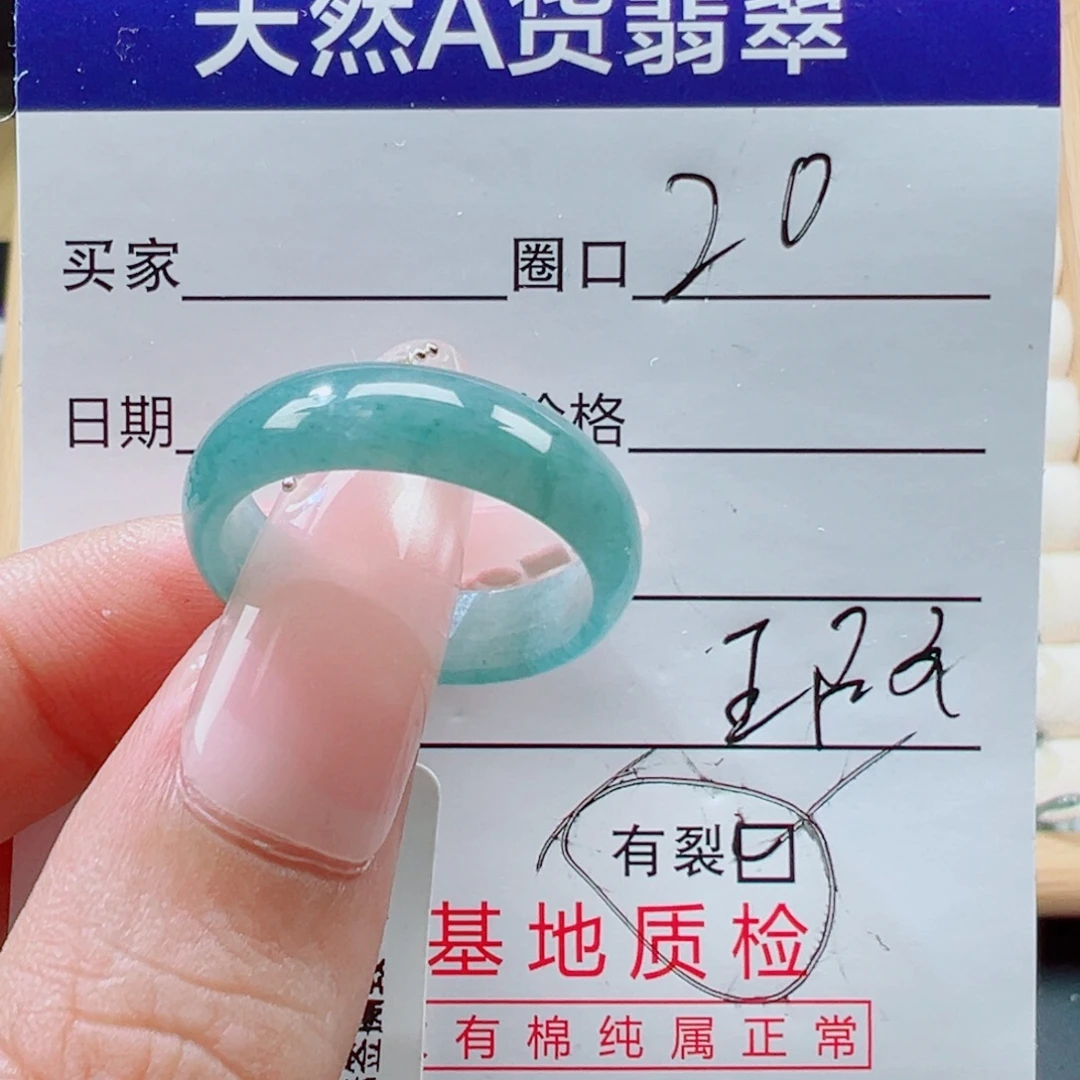 天然A货翡翠
买家 圈口 20
日期 价格
有裂
基地质检
有棉纯属正常